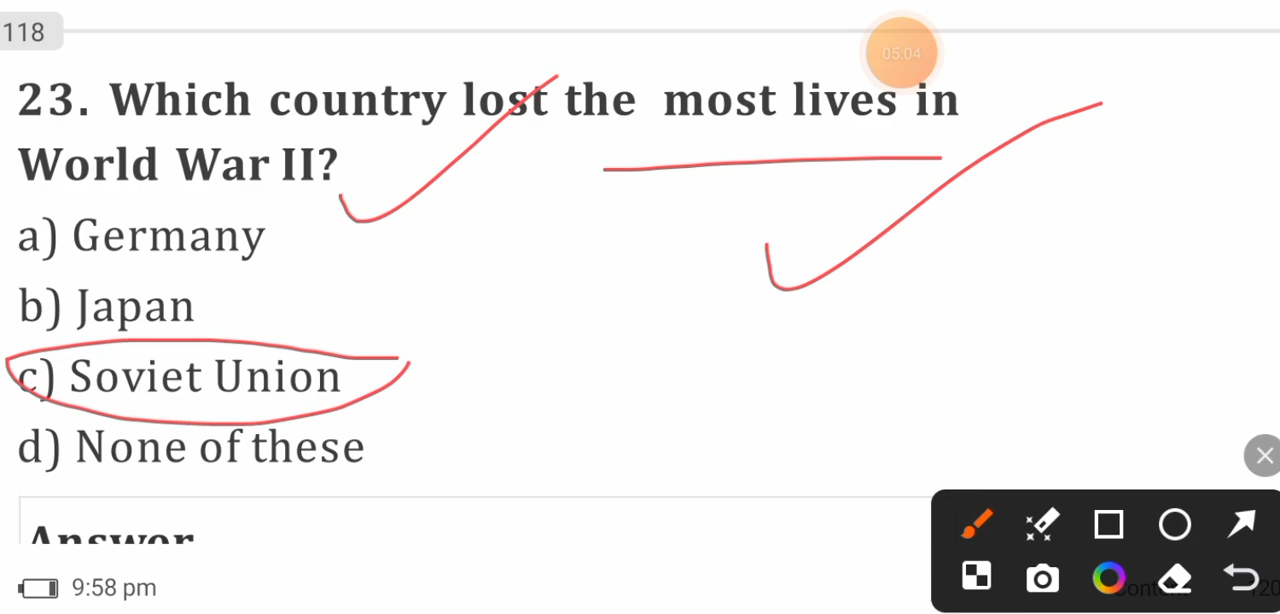 118
05:04
23. Which country lost the most lives in
World War II?
a) Germany
b) Japan
c) Soviet Union
d) None of these
Answer
9:58 pm